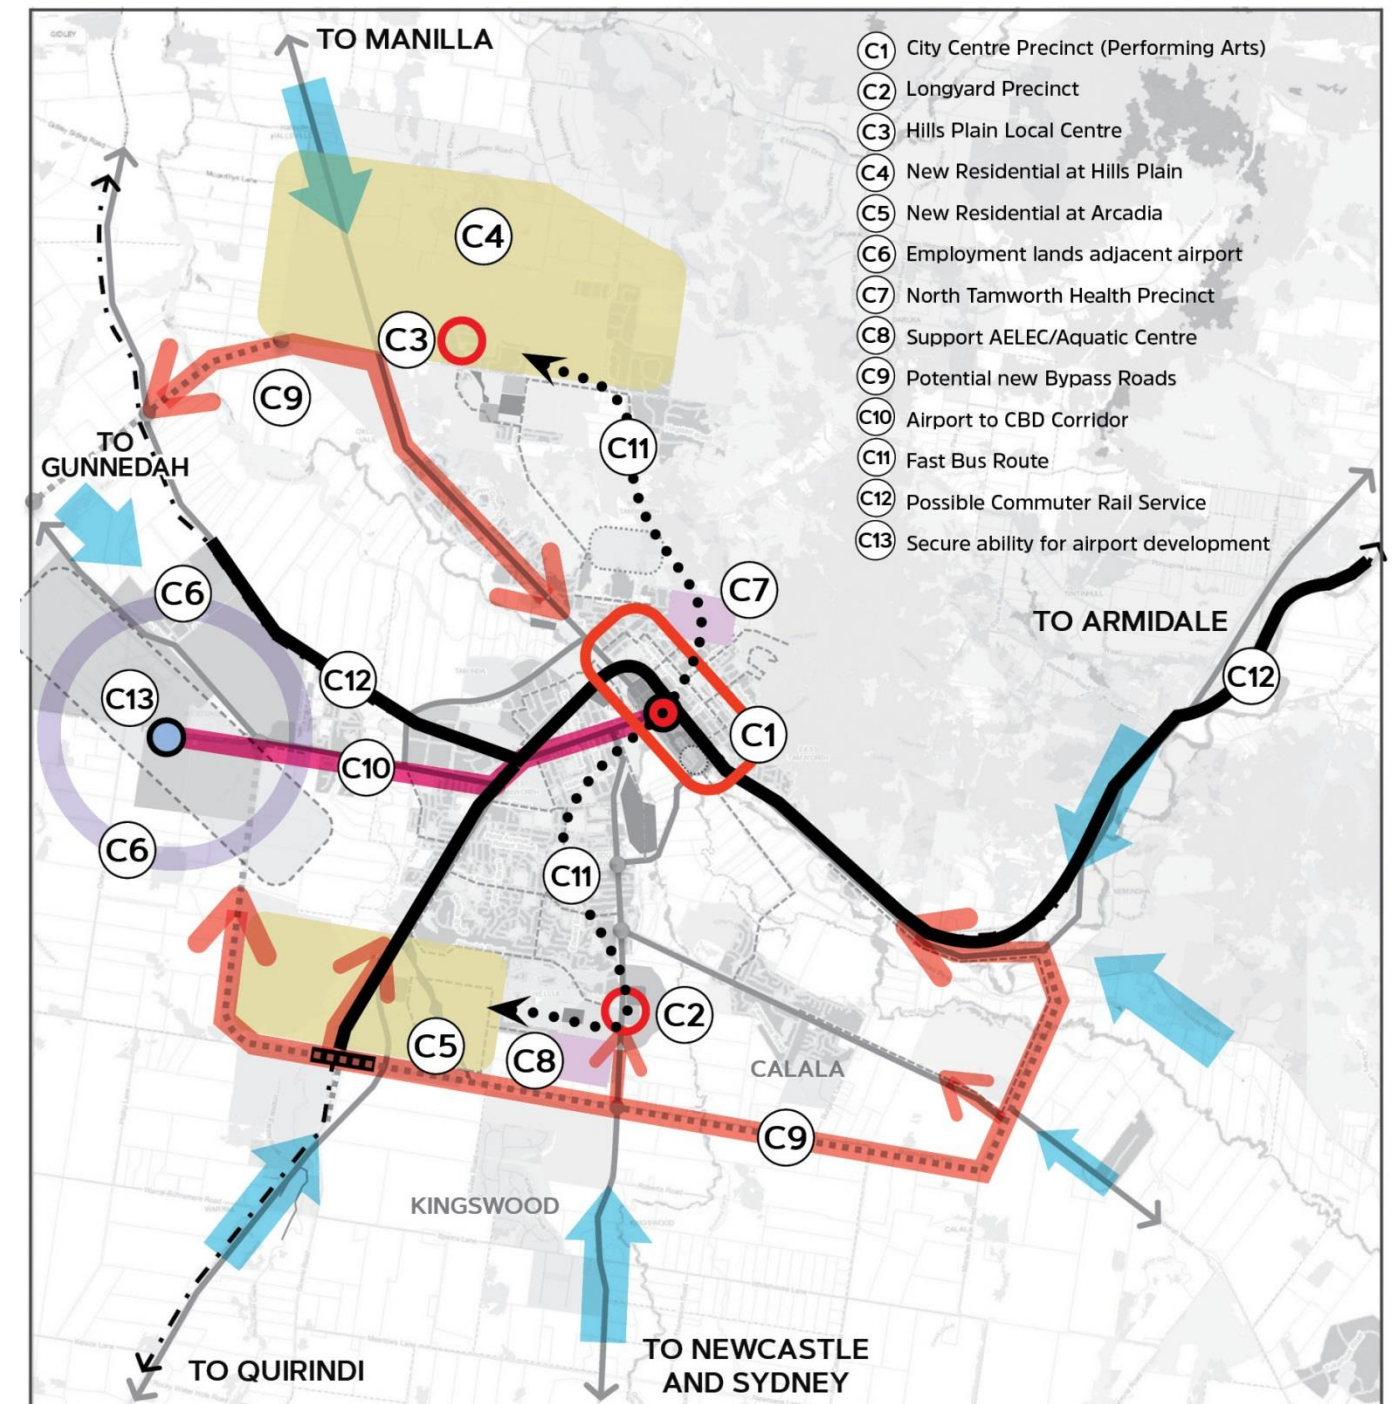 TO MANILLA
C1 City Centre Precinct (Performing Arts)
C2 Longyard Precinct
C3 Hills Plain Local Centre
C4 New Residential at Hills Plain
C5 New Residential at Arcadia
C6 Employment lands adjacent airport
C7 North Tamworth Health Precinct
C8 Support AELEC/Aquatic Centre
C9 Potential new Bypass Roads
C10 Airport to CBD Corridor
C11 Fast Bus Route
C12 Possible Commuter Rail Service
C13 Secure ability for airport development
C4
C3
C9
C11
TO
GUNNEDAH
C6
C7
TO ARMIDALE
C12
C12
C13
C1
C10
C6
C11
C2
C5
C8
CALALA
C9
KINGSWOOD
KINGSWOOD
CALALA
TO NEWCASTLE
AND SYDNEY
TO QUIRINDI